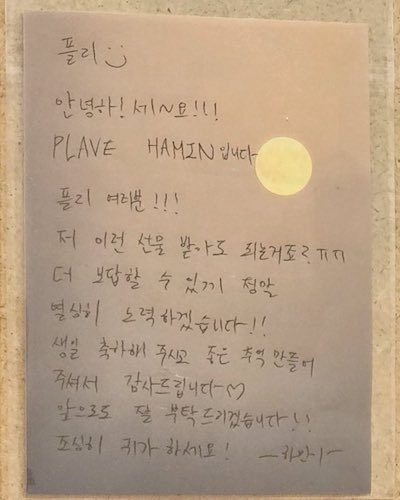 플리 :)
안녕하! 세~요!!!
PLAVE HAMIN입니다~
플리 여러분!!!
저 이런 선물 받아도 되는거죠? ㅠㅠ
더 보답할 수 있게 정말
열심히 노력하겠습니다!!
생일 축하해 주시고 좋은 추억 만들어
주셔서 감사드립니다♡
앞으로도 잘 부탁드리겠습니다!!
조심히 귀가 하세요! -하민이-